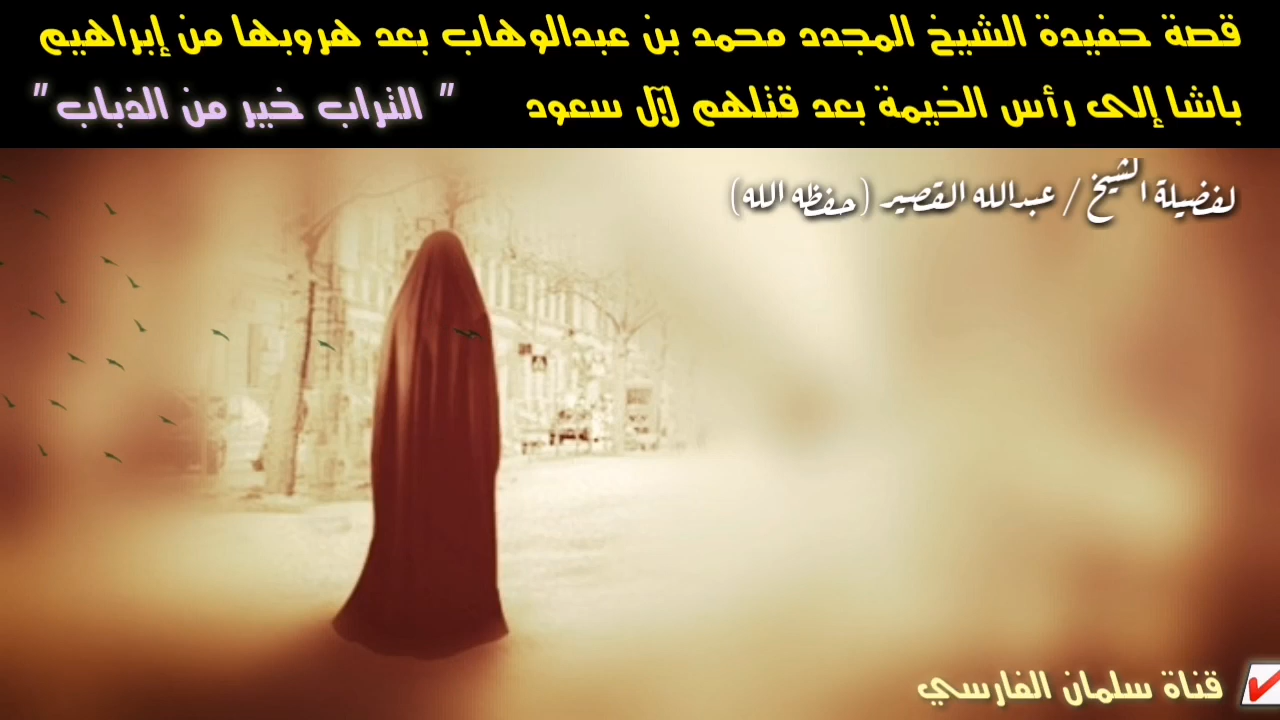 قصة حفيدة الشيخ المجدد محمد بن عبدالوهاب بعد هروبها من إبراهيم
باشا إلى رأس الخيمة بعد قتلهم لآل سعود " التراب خير من الذباب "
لفضيلة الشيخ / عبدالله القصير (حفظه الله)
قناة سلمان الفارسي